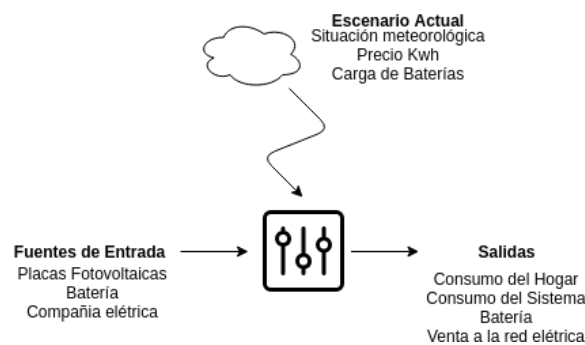 Escenario Actual
Situación meteorológica
Precio Kwh
Carga de Baterías
Fuentes de Entrada
Placas Fotovoltaicas
Batería
Compañia elétrica
Salidas
Consumo del Hogar
Consumo del Sistema
Batería
Venta a la red elétrica